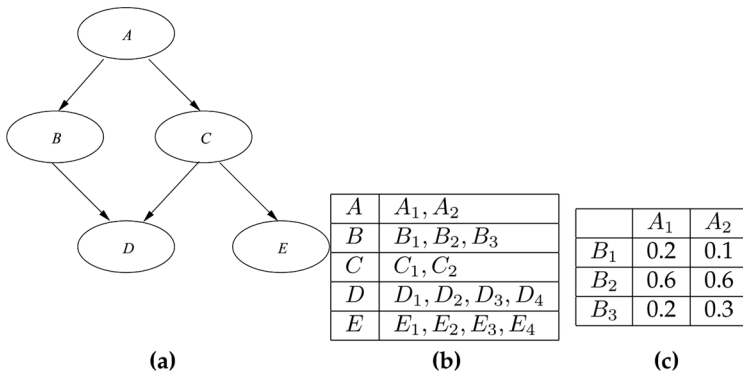 A
B C
D E
A A₁, A₂
B B₁, B₂, B₃
C C₁, C₂
D D₁, D₂, D₃, D₄
E E₁, E₂, E₃, E₄
A₁ A₂
B₁ 0.2 0.1
B₂ 0.6 0.6
B₃ 0.2 0.3
(a) (b) (c)